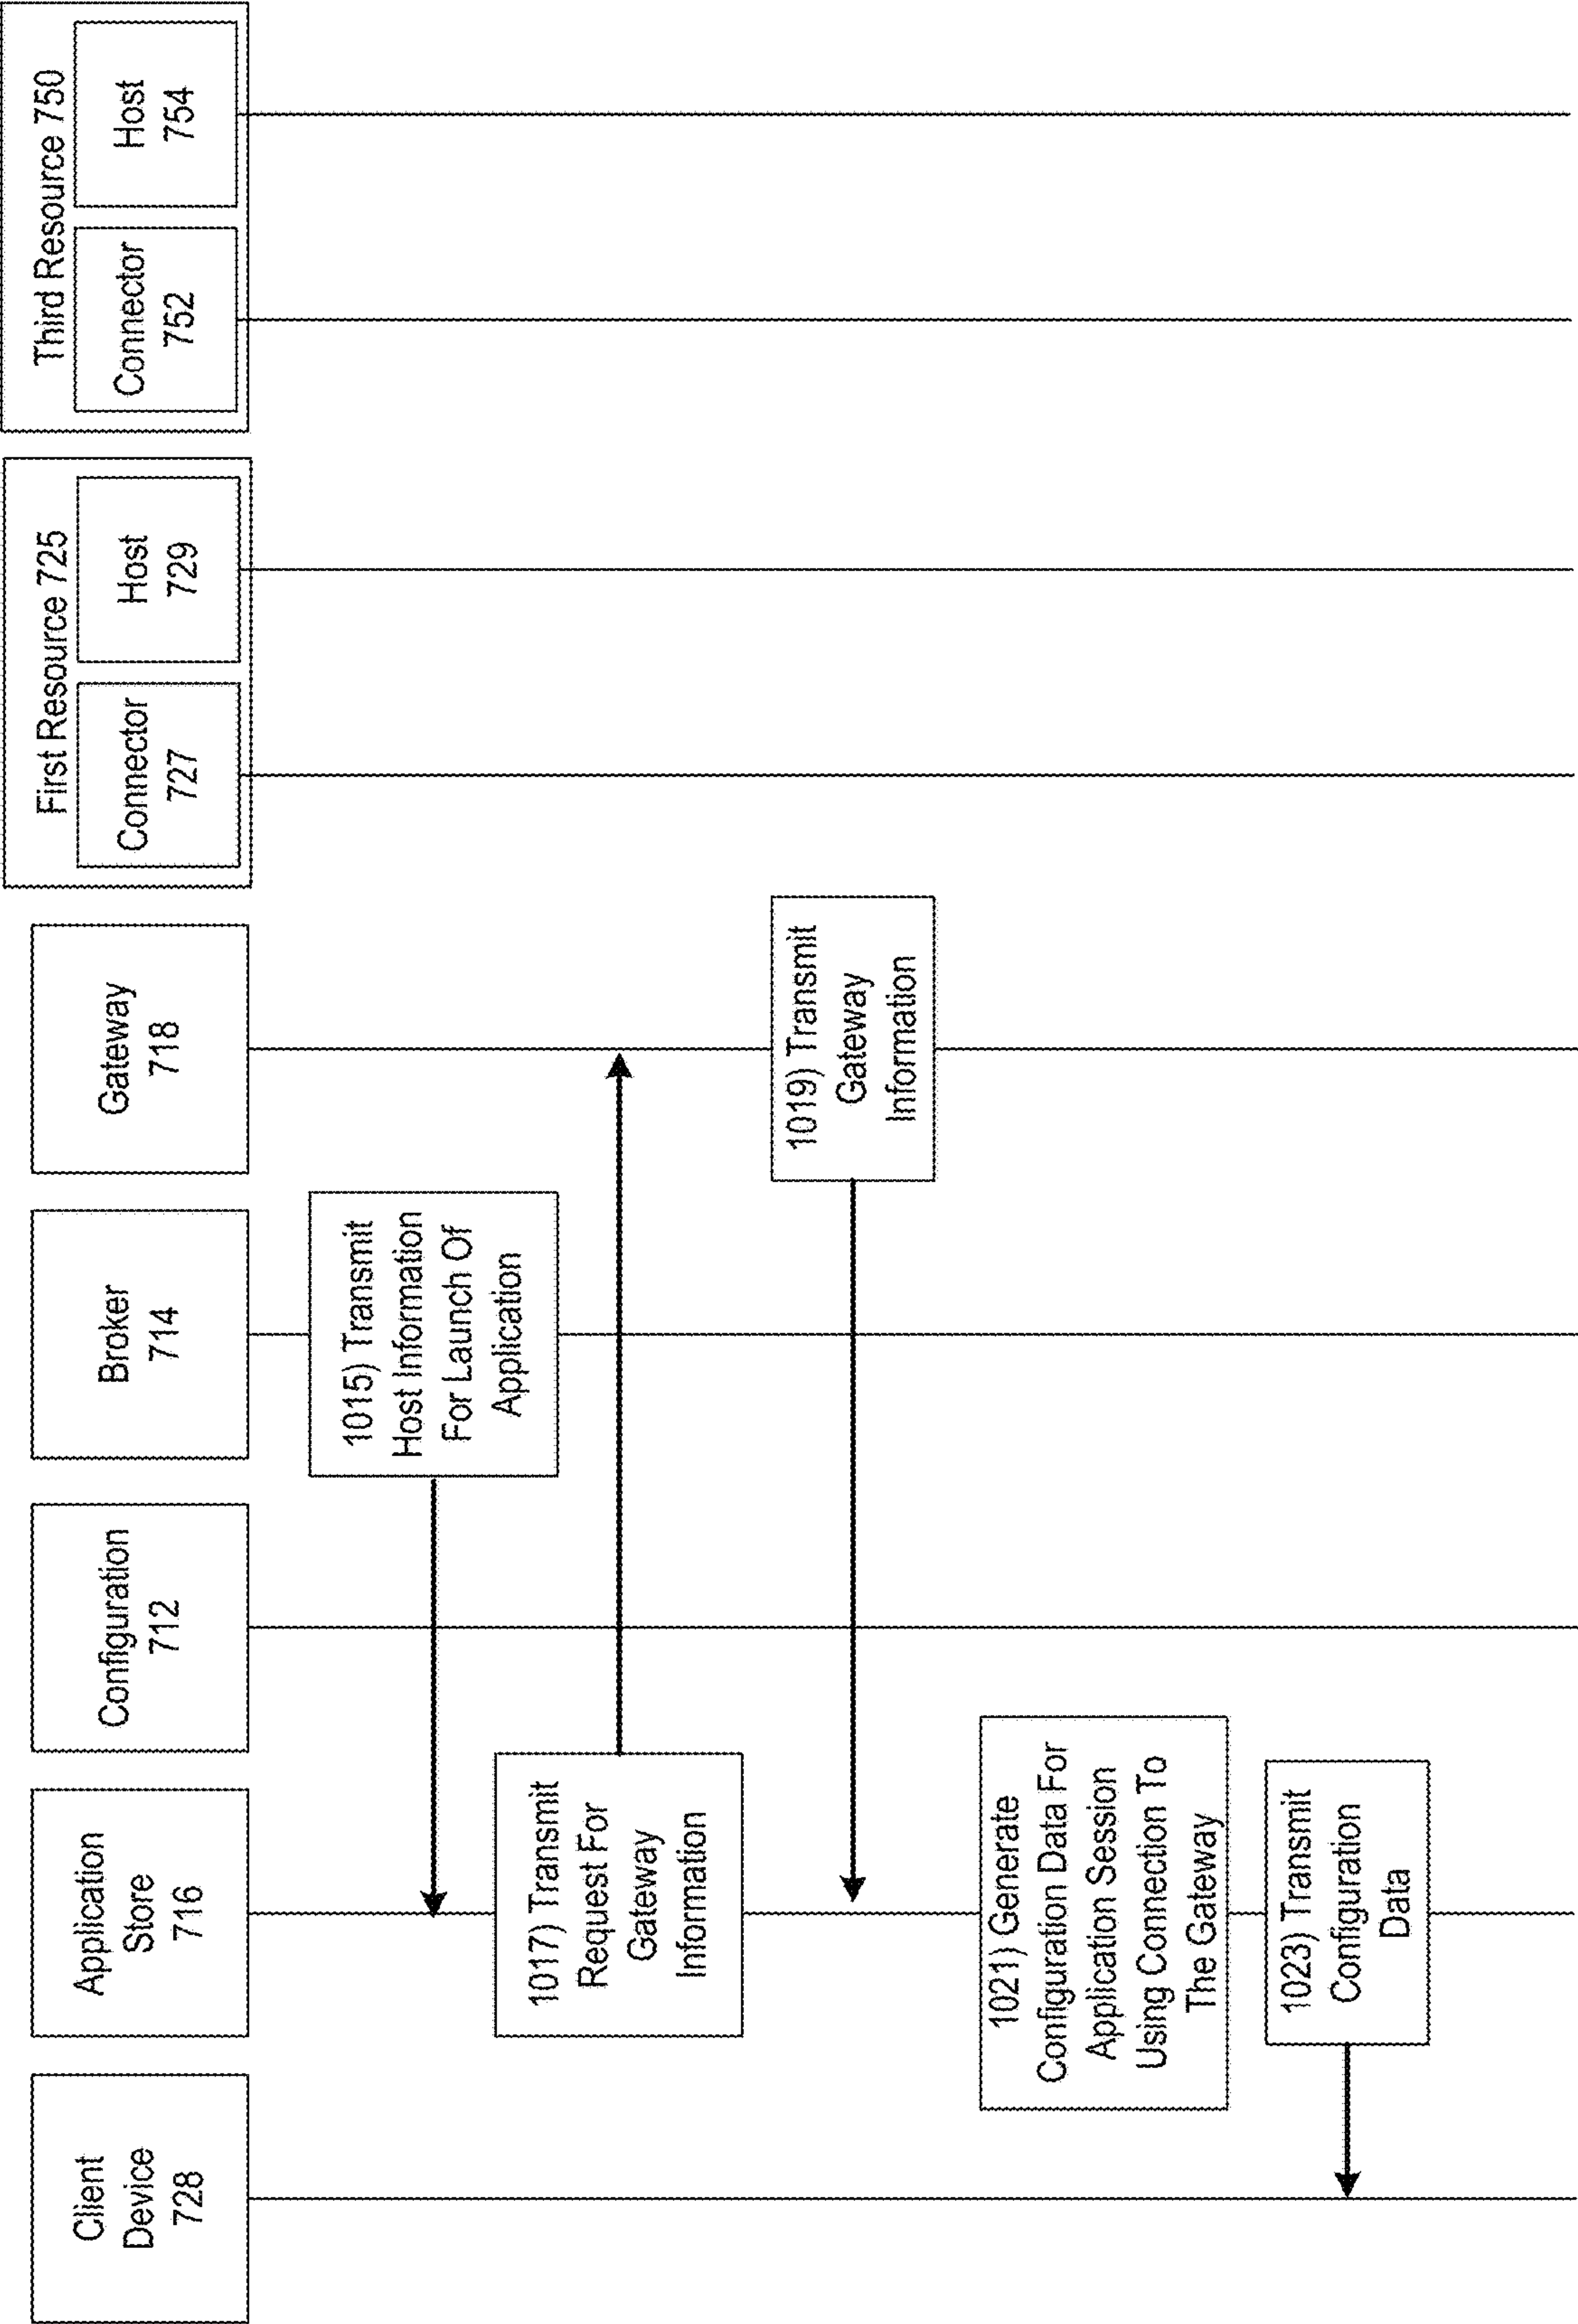 Client
Device
728
Application
Store
716
Configuration
712
Broker
714
Gateway
718
First Resource 725
Connector
727
Host
729
Third Resource 750
Connector
752
Host
754
1015) Transmit
Host Information
For Launch Of
Application
1017) Transmit
Request For
Gateway
Information
1019) Transmit
Gateway
Information
1021) Generate
Configuration Data For
Application Session
Using Connection To
The Gateway
1023) Transmit
Configuration
Data